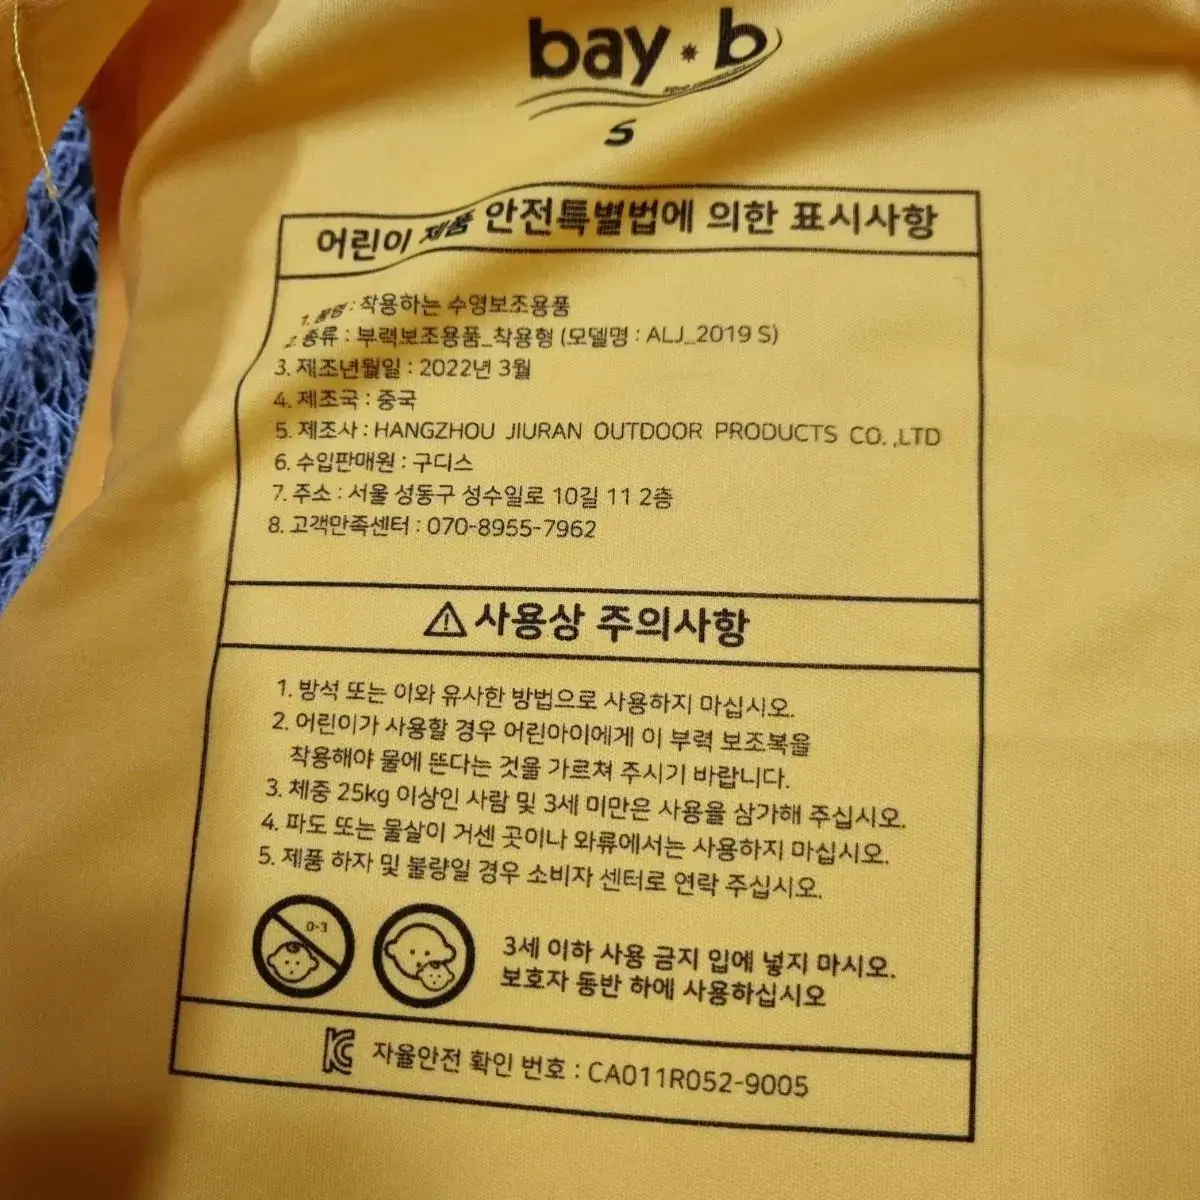 bay * b
S
어린이 제품 안전특별법에 의한 표시사항
1. 품명 : 착용하는 수영보조용품
2. 종류 : 부력보조용품_착용형 (모델명 : ALJ_2019 S)
3. 제조년월일 : 2022년 3월
4. 제조국 : 중국
5. 제조사 : HANGZHOU JIURAN OUTDOOR PRODUCTS CO. ,LTD
6. 수입판매원 : 구디스
7. 주소 : 서울 성동구 성수일로 10길 11 2층
8. 고객만족센터 : 070-8955-7962
사용상 주의사항
1. 방석 또는 이와 유사한 방법으로 사용하지 마십시오.
2. 어린이가 사용할 경우 어린아이에게 이 부력 보조복을
착용해야 물에 뜬다는 것을 가르쳐 주시기 바랍니다.
3. 체중 25kg 이상인 사람 및 3세 미만은 사용을 삼가해 주십시오.
4. 파도 또는 물살이 거센 곳이나 와류에서는 사용하지 마십시오.
5. 제품 하자 및 불량일 경우 소비자 센터로 연락 주십시오.
0-3
3세 이하 사용 금지 입에 넣지 마시오.
보호자 동반 하에 사용하십시오
KC 자율안전 확인 번호 : CA011R052-9005